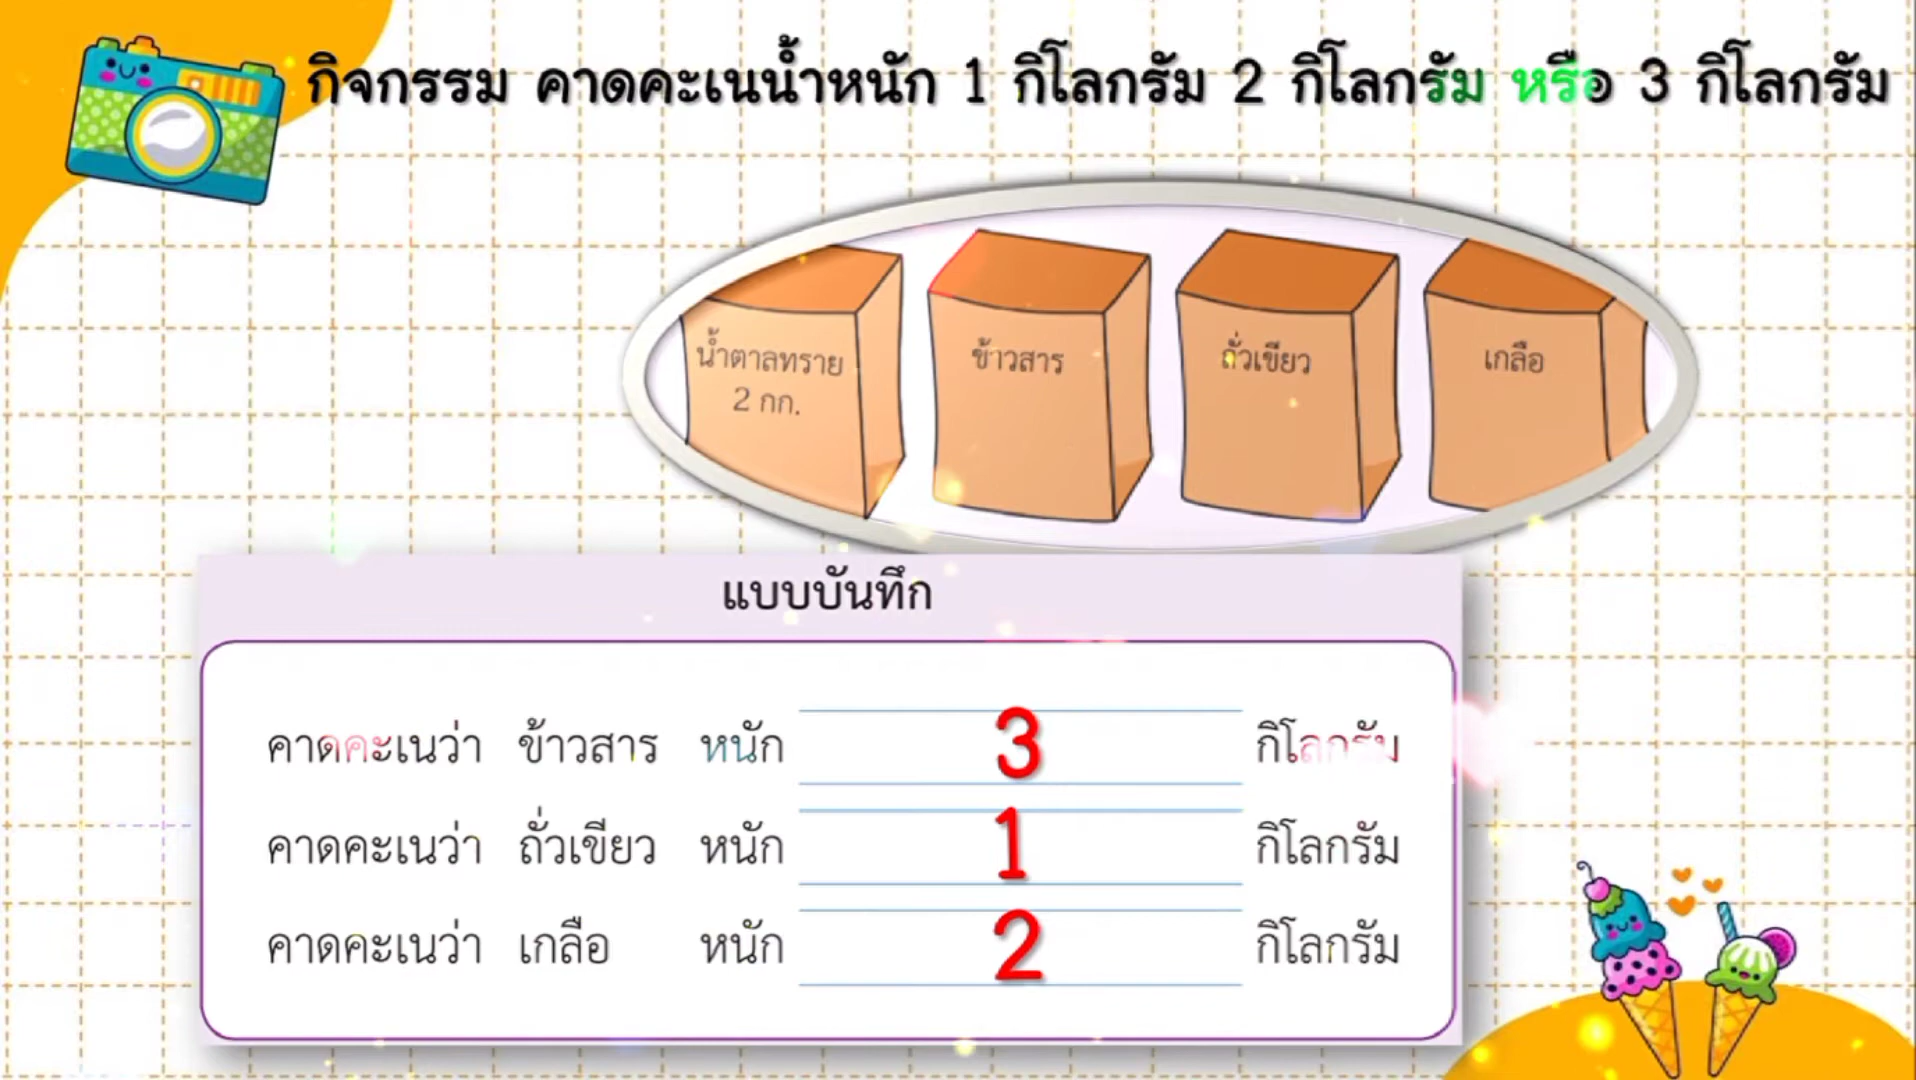 กิจกรรม คาดคะเนน้ำหนัก 1 กิโลกรัม 2 กิโลกรัม หรือ 3 กิโลกรัม
น้ำตาลทราย
2 กก.
ข้าวสาร
ถั่วเขียว
เกลือ
แบบบันทึก
คาดคะเนว่า ข้าวสาร หนัก 3 กิโลกรัม
คาดคะเนว่า ถั่วเขียว หนัก 1 กิโลกรัม
คาดคะเนว่า เกลือ หนัก 2 กิโลกรัม